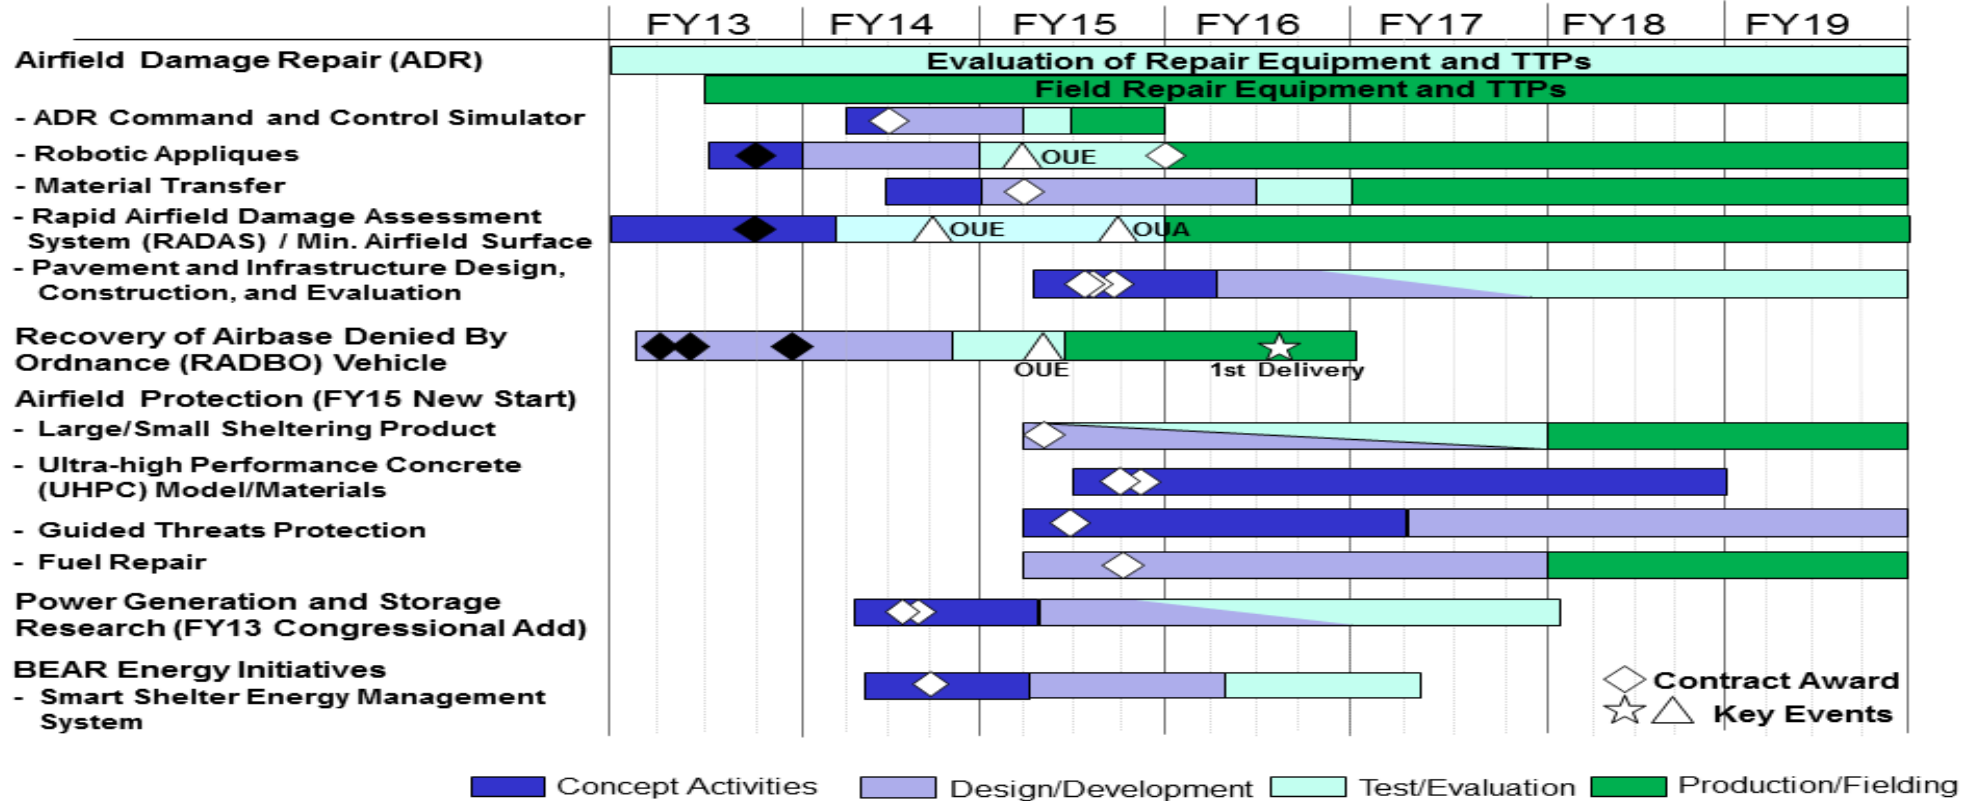 FY13 FY14 FY15 FY16 FY17 FY18 FY19
Airfield Damage Repair (ADR)
Evaluation of Repair Equipment and TTPs
Field Repair Equipment and TTPs
- ADR Command and Control Simulator
- Robotic Appliques
OUE
- Material Transfer
- Rapid Airfield Damage Assessment
System (RADAS) / Min. Airfield Surface
OUE OUA
- Pavement and Infrastructure Design,
Construction, and Evaluation
Recovery of Airbase Denied By
Ordnance (RADBO) Vehicle
OUE 1st Delivery
Airfield Protection (FY15 New Start)
- Large/Small Sheltering Product
- Ultra-high Performance Concrete
(UHPC) Model/Materials
- Guided Threats Protection
- Fuel Repair
Power Generation and Storage
Research (FY13 Congressional Add)
BEAR Energy Initiatives
- Smart Shelter Energy Management
System
Contract Award
Key Events
Concept Activities Design/Development Test/Evaluation Production/Fielding